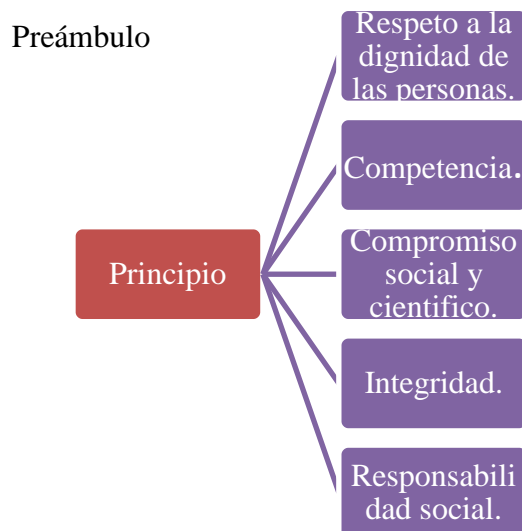 Preámbulo
Respeto a la
dignidad de
las personas.
Competencia.
Compromiso
social y
cientifico.
Principio
Integridad.
Responsabili
dad social.